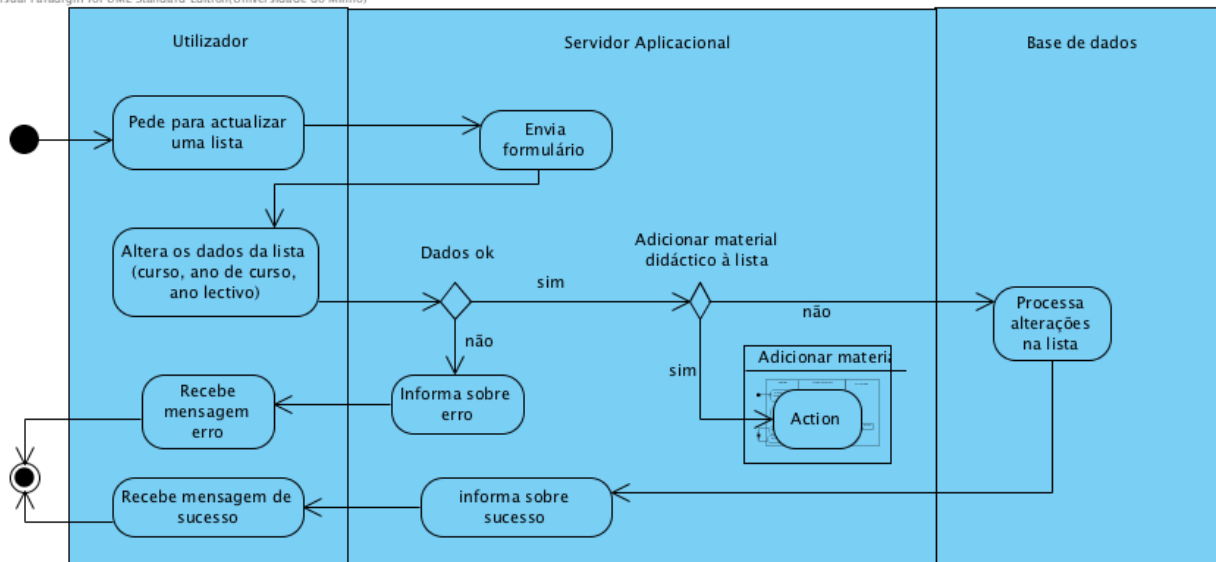 Utilizador
Servidor Aplicacional
Base de dados
Pede para actualizar
uma lista
Envia
formulário
Altera os dados da lista
(curso, ano de curso,
ano lectivo)
Dados ok
sim
não
Adicionar material
didáctico à lista
não
sim
Processa
alterações
na lista
Adicionar materia
Action
Informa sobre
erro
Recebe
mensagem
erro
informa sobre
sucesso
Recebe mensagem de
sucesso